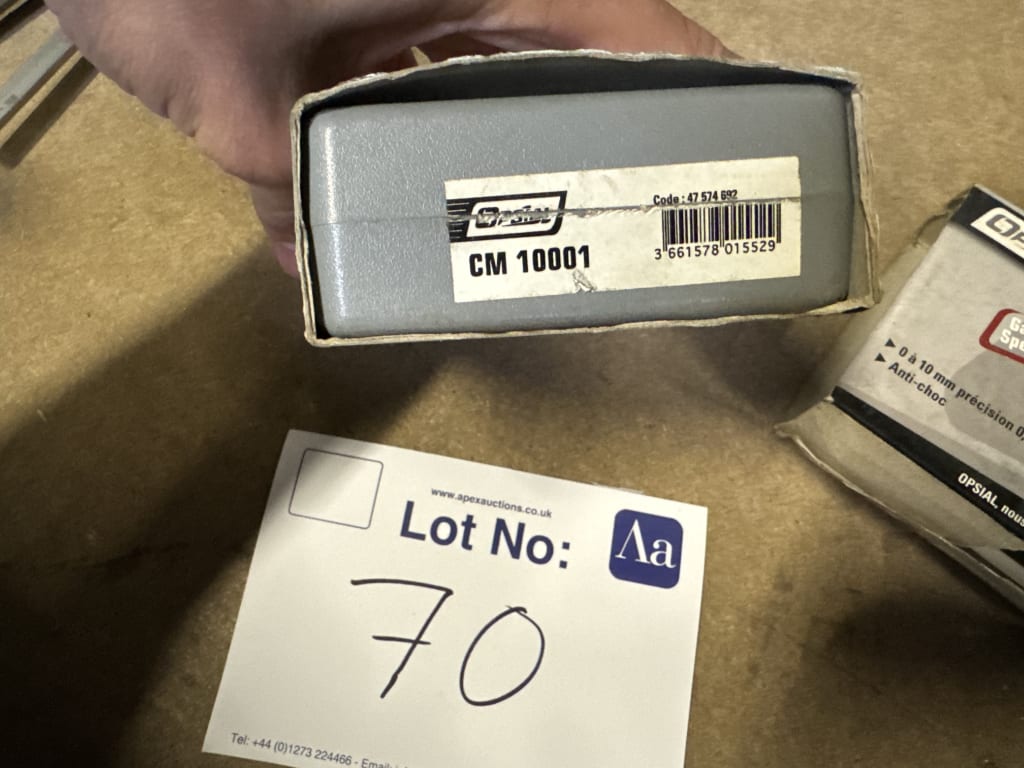 Opsial
Code : 47 574 692
CM 10001
3 661578 015529
0 à 10 mm précision
Anti-choc
OPSIAL,
www.apexauctions.co.uk
Lot No:
Aa
70
Tel: +44 (0)1273 224466 - Email: